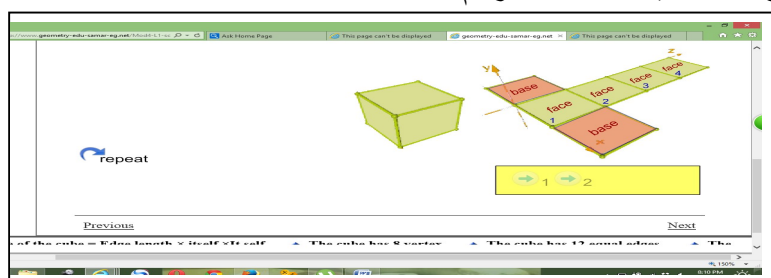 geometry-edu-samar-eg.net
Ask Home Page
This page can't be displayed
geometry-edu-samar-eg.net
This page can't be displayed
y
z
base
face
face
face
face
1
2
3
4
base
x
repeat
1 2
Previous
Next
of the cube = Edge length × itself ×It self
The cube has 8 vertex
The cube has 12 equal edges
The
150%
8:10 PM